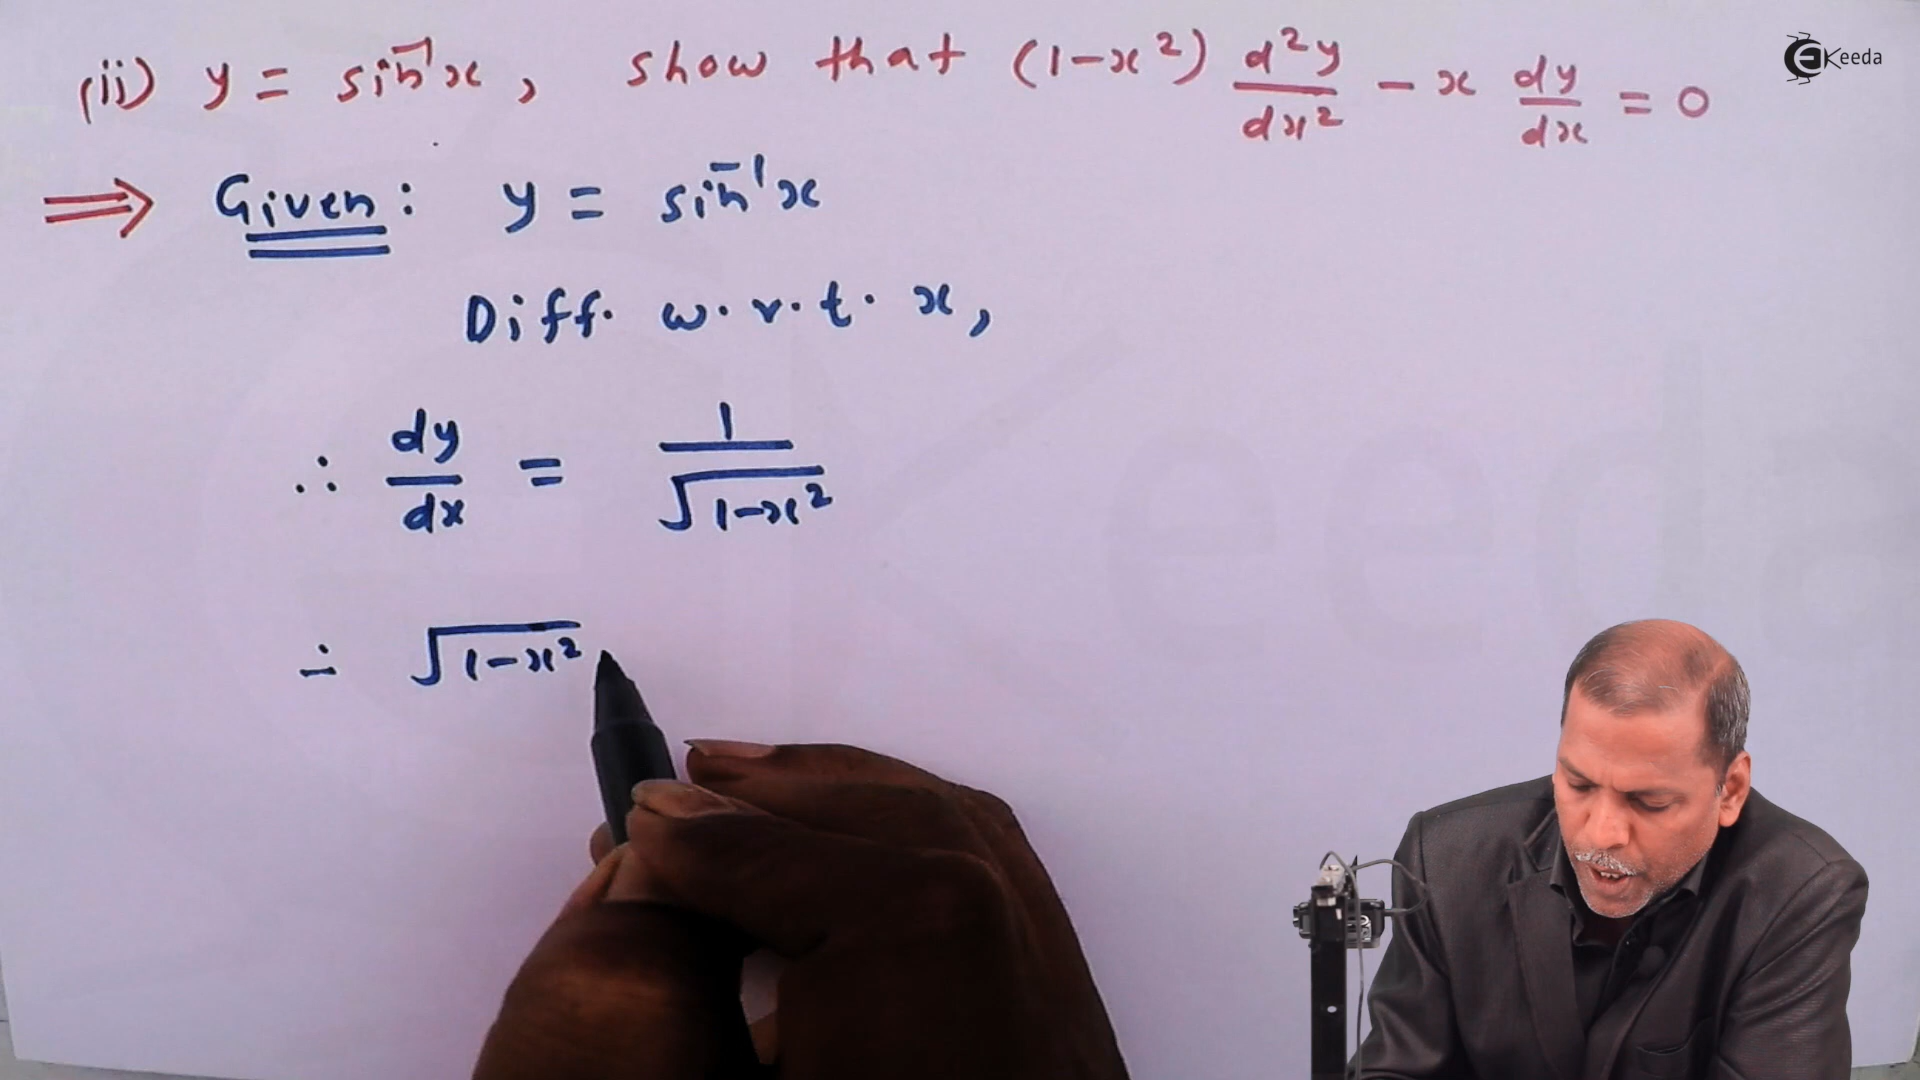 (ii) y = sin⁻¹x, show that (1-x²) d²y/dx² - x dy/dx = 0
EKeeda
⇒ Given: y = sin⁻¹x
Diff. w.r.t. x,
∴ dy/dx = 1/√(1-x²)
∴ √(1-x²)